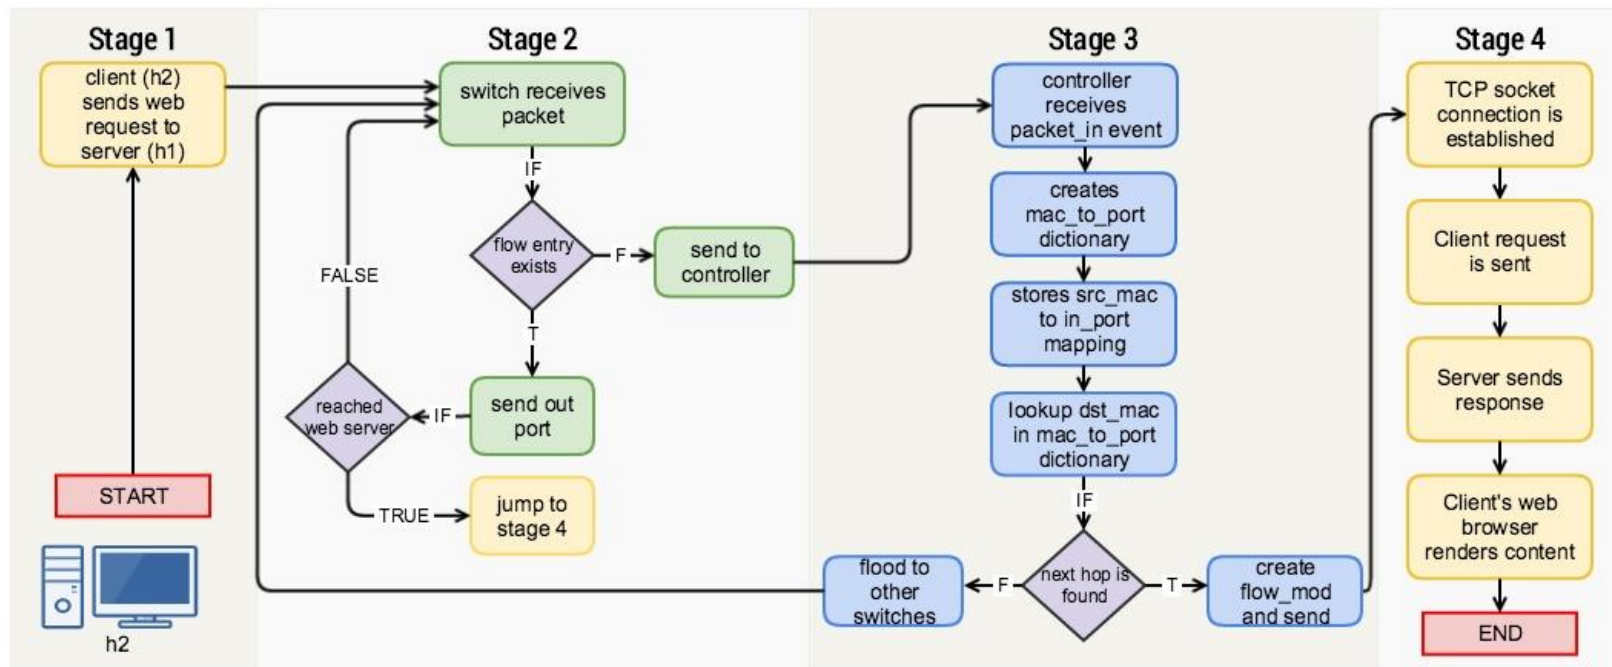 Stage 1
client (h2)
sends web
request to
server (h1)
START
h2
Stage 2
switch receives
packet
IF
flow entry
exists
F
send to
controller
T
send out
port
IF
reached
web server
FALSE
TRUE
jump to
stage 4
Stage 3
controller
receives
packet_in event
creates
mac_to_port
dictionary
stores src_mac
to in_port
mapping
lookup dst_mac
in mac_to_port
dictionary
IF
next hop is
found
F
flood to
other
switches
T
create
flow_mod
and send
Stage 4
TCP socket
connection is
established
Client request
is sent
Server sends
response
Client's web
browser
renders content
END